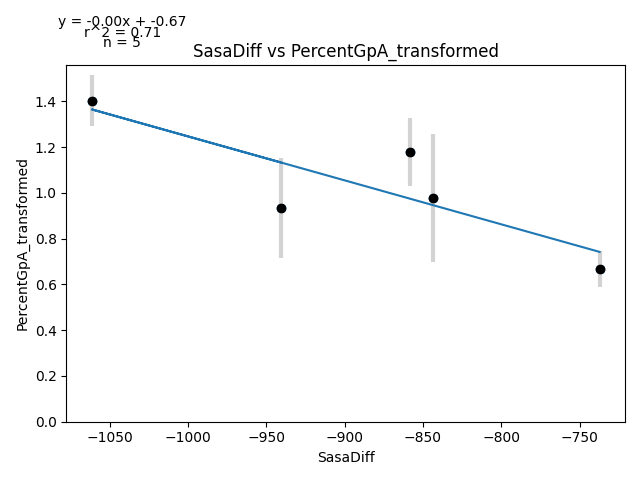 y = -0.00x + -0.67
r^2 = 0.71
n = 5
SasaDiff vs PercentGpA_transformed
PercentGpA_transformed
1.4
1.2
1.0
0.8
0.6
0.4
0.2
0.0
−1050 −1000 −950 −900 −850 −800 −750
SasaDiff